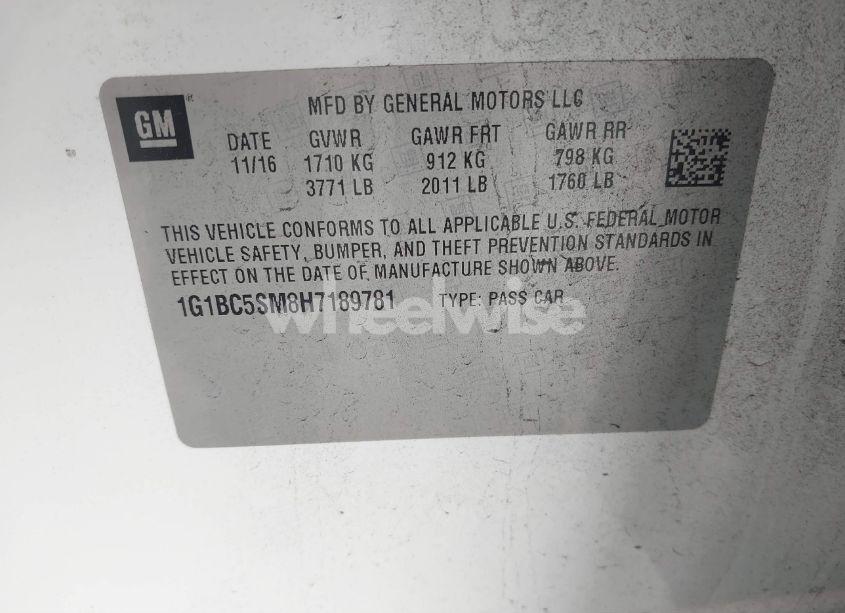 GM
MFD BY GENERAL MOTORS LLC
DATE GVWR GAWR FRT GAWR RR
11/16 1710 KG 912 KG 798 KG
3771 LB 2011 LB 1760 LB
THIS VEHICLE CONFORMS TO ALL APPLICABLE U.S. FEDERAL MOTOR
VEHICLE SAFETY, BUMPER, AND THEFT PREVENTION STANDARDS IN
EFFECT ON THE DATE OF MANUFACTURE SHOWN ABOVE.
1G1BC5SM8H7189781 TYPE: PASS CAR
wheelwise